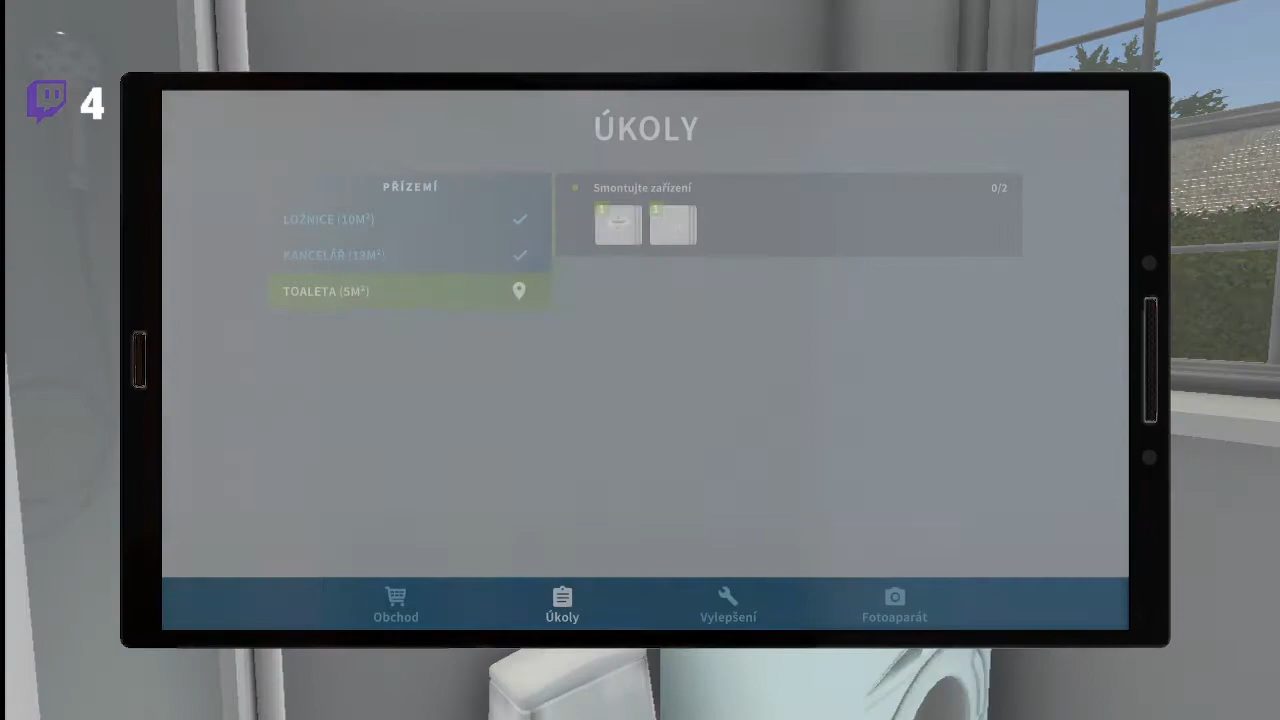 4
ÚKOLY
PŘÍZEMÍ
LOŽNICE (10M²)
KANCELÁŘ (13M²)
TOALETA (5M²)
Smontujte zařízení 0/2
1 1
Obchod Úkoly Vylepšení Fotoaparát